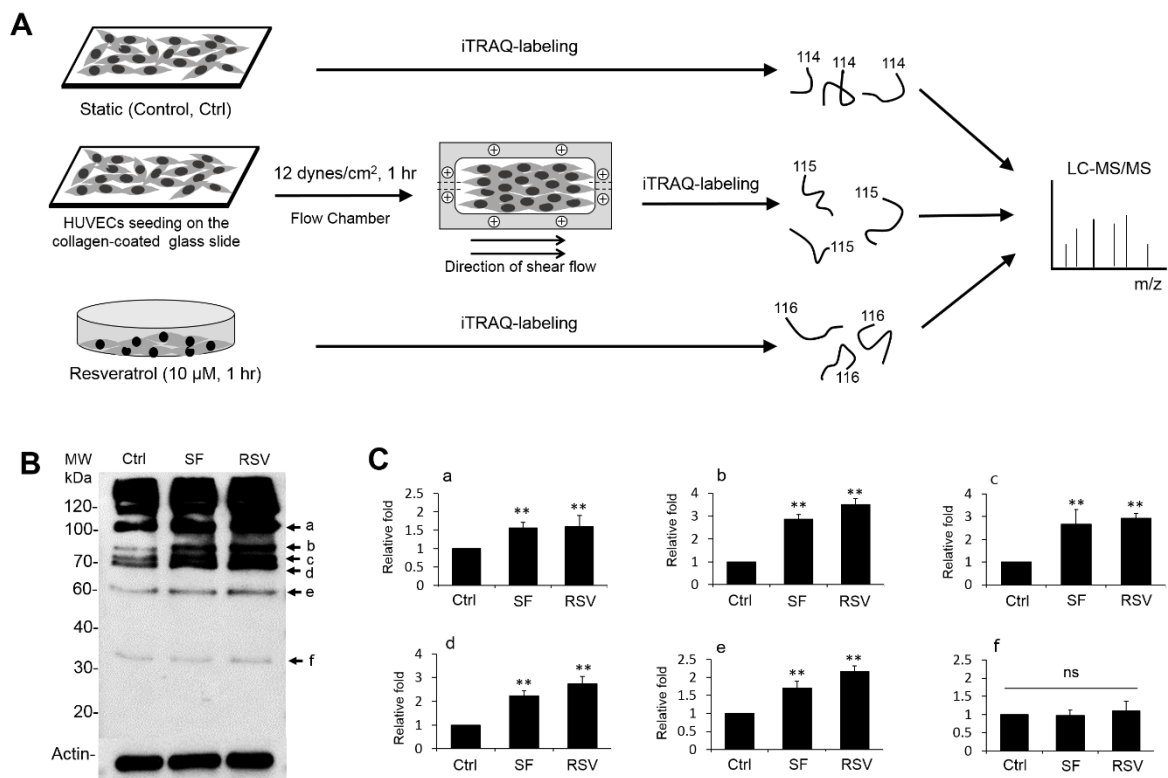 A
iTRAQ-labeling
114 114 114
Static (Control, Ctrl)
12 dynes/cm², 1 hr
Flow Chamber
iTRAQ-labeling
115 115
115
LC-MS/MS
m/z
HUVECs seeding on the
collagen-coated glass slide
Direction of shear flow
iTRAQ-labeling
116 116
116
Resveratrol (10 µM, 1 hr)
B
MW
kDa
Ctrl SF RSV
120-
100-
70-
60-
40-
30-
20-
Actin-
a
b
c
d
e
f
C
a
Relative fold
2.5
2
1.5
1
0.5
0
** **
Ctrl SF RSV
b
Relative fold
4
3
2
1
0
** **
Ctrl SF RSV
c
Relative fold
4
3
2
1
0
** **
Ctrl SF RSV
d
Relative fold
4
3
2
1
0
** **
Ctrl SF RSV
e
Relative fold
2.5
2
1.5
1
0.5
0
** **
Ctrl SF RSV
f
Relative fold
2.5
2
1.5
1
0.5
0
ns
Ctrl SF RSV